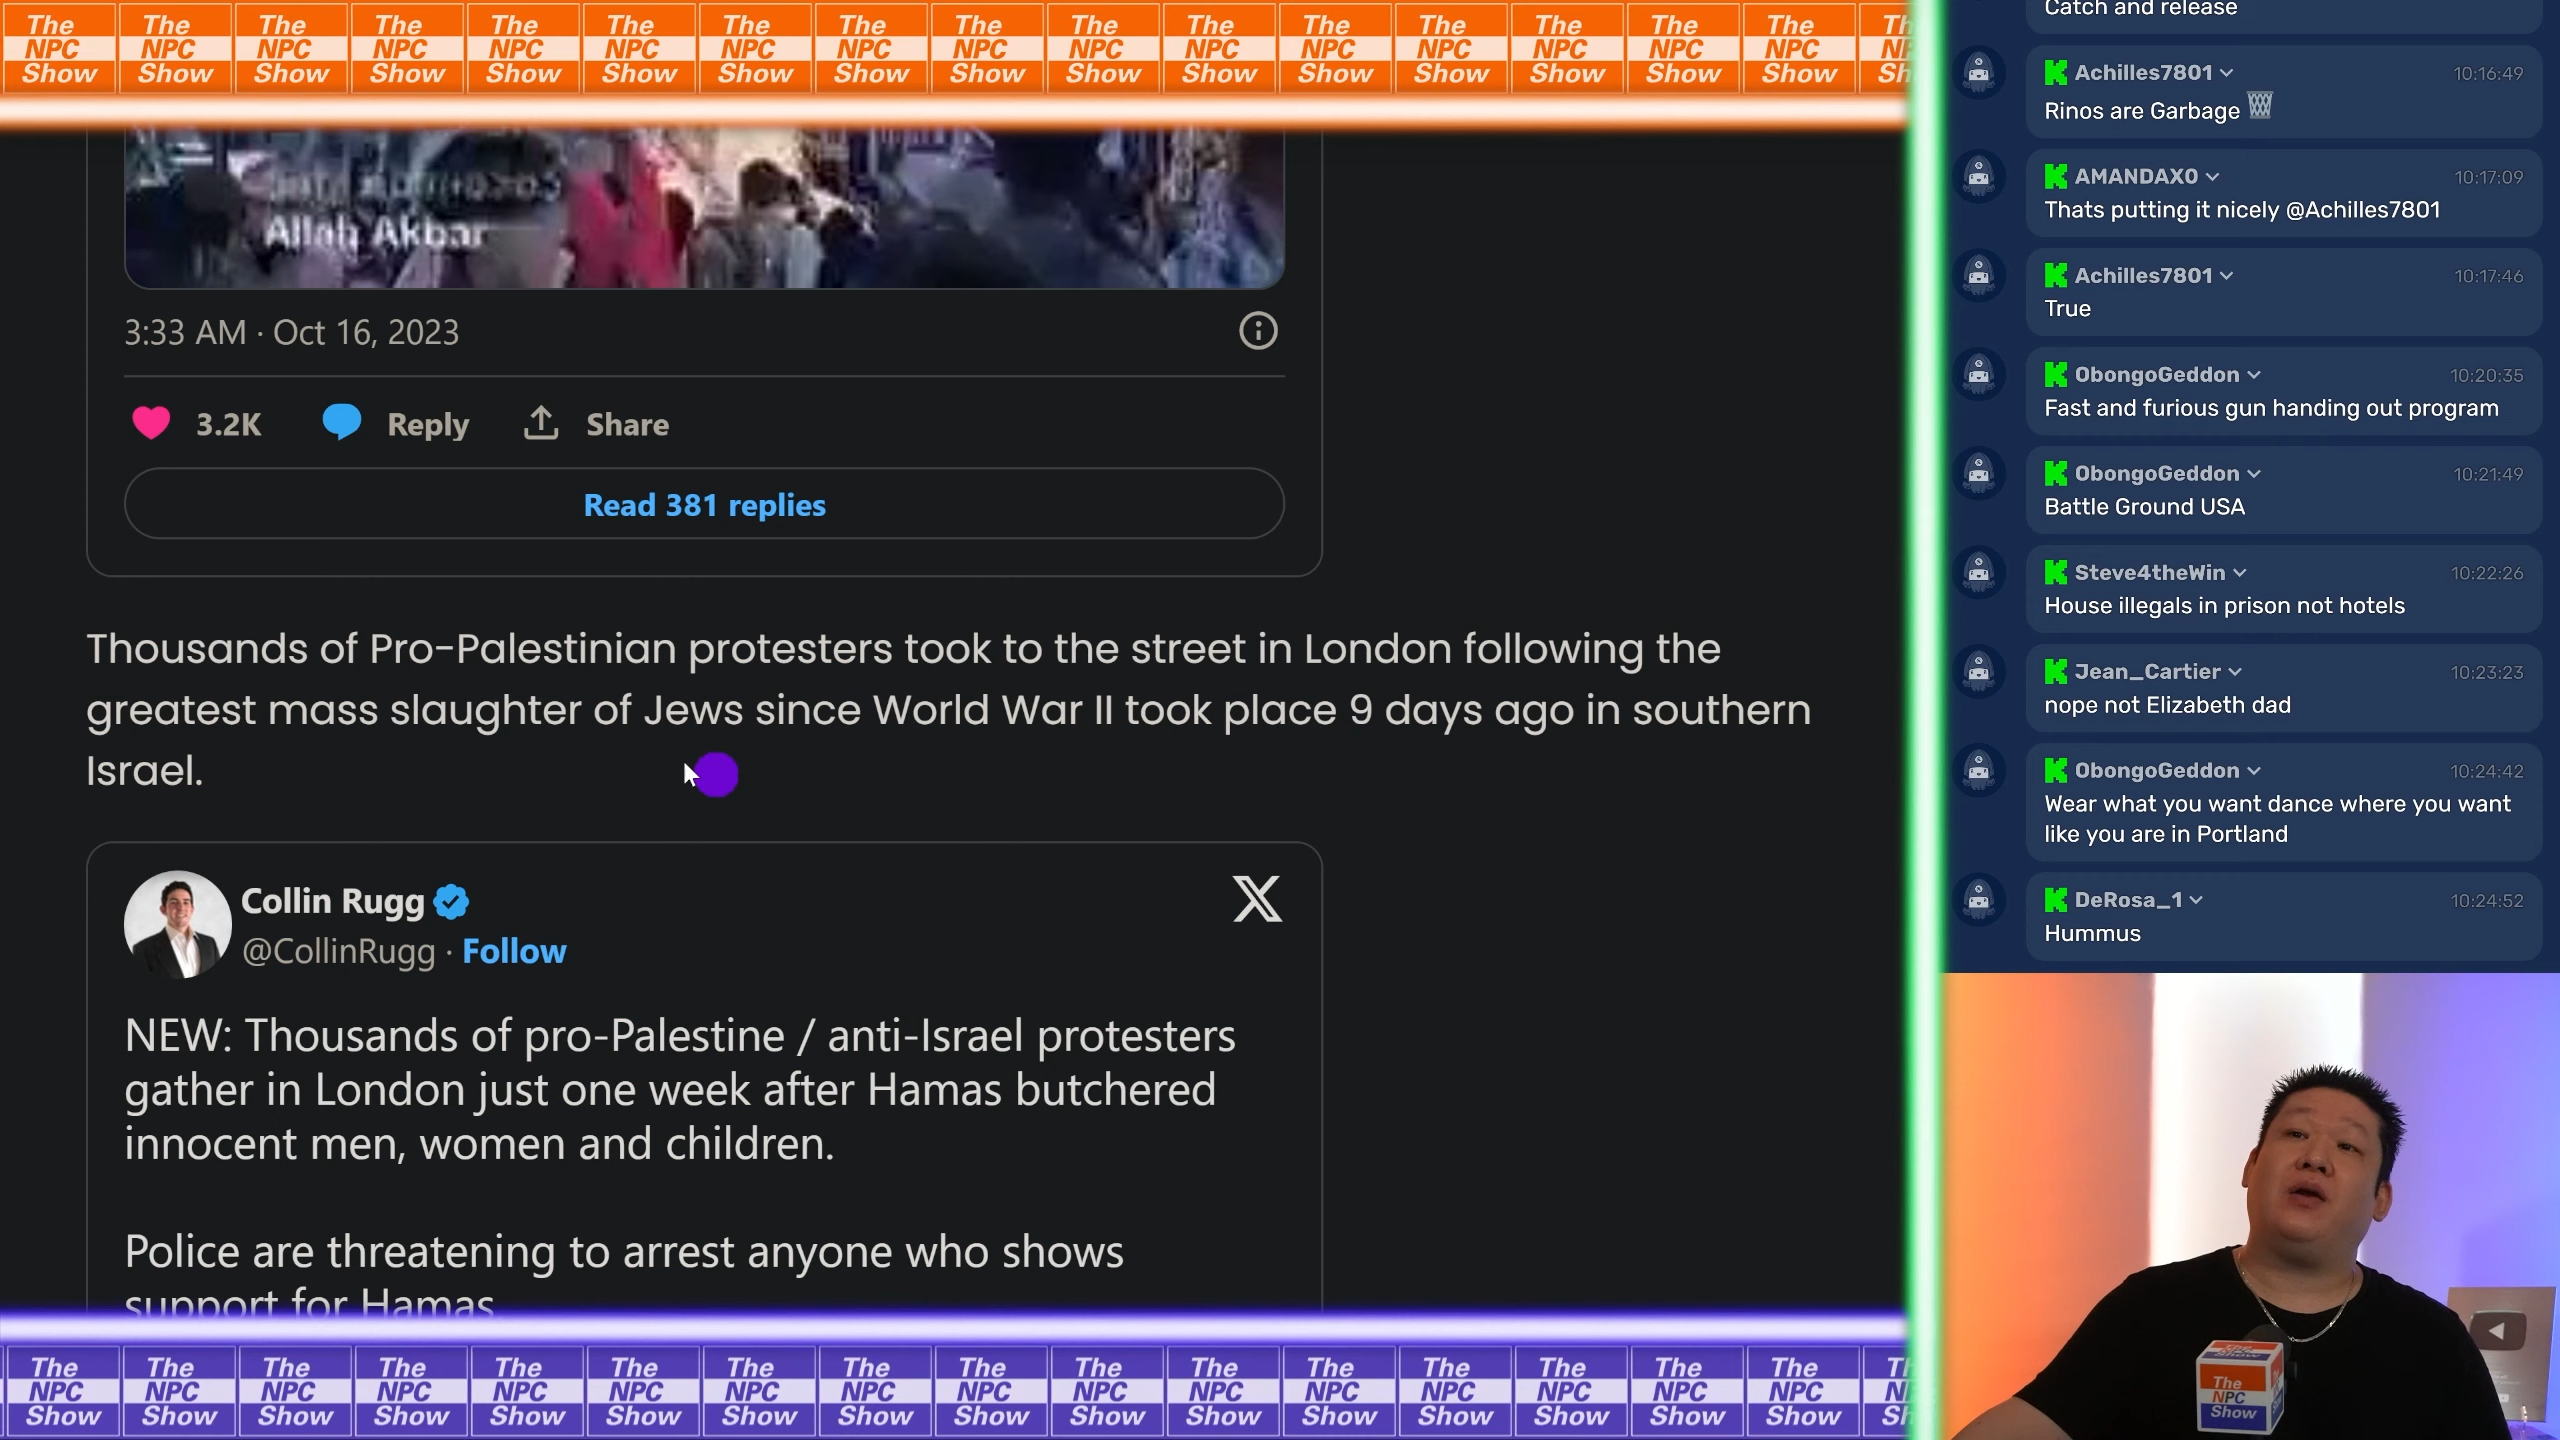 The NPC Show The NPC Show The NPC Show The NPC Show The NPC Show The NPC Show The NPC Show The NPC Show The NPC Show The NPC Show The NPC Show The NPC Show The NPC Show The NPC Show The NPC Show The NPC Show
Allah Akbar
3:33 AM · Oct 16, 2023
3.2K Reply Share
Read 381 replies
Thousands of Pro-Palestinian protesters took to the street in London following the
greatest mass slaughter of Jews since World War II took place 9 days ago in southern
Israel.
Collin Rugg
@CollinRugg · Follow
NEW: Thousands of pro-Palestine / anti-Israel protesters
gather in London just one week after Hamas butchered
innocent men, women and children.
Police are threatening to arrest anyone who shows
support for Hamas
The NPC Show The NPC Show The NPC Show The NPC Show The NPC Show The NPC Show The NPC Show The NPC Show The NPC Show The NPC Show The NPC Show The NPC Show The NPC Show The NPC Show The NPC Show The NPC Show
Catch and release
Achilles7801 10:16:49
Rinos are Garbage
AMANDAX0 10:17:09
Thats putting it nicely @Achilles7801
Achilles7801 10:17:46
True
ObongoGeddon 10:20:35
Fast and furious gun handing out program
ObongoGeddon 10:21:49
Battle Ground USA
Steve4theWin 10:22:26
House illegals in prison not hotels
Jean_Cartier 10:23:23
nope not Elizabeth dad
ObongoGeddon 10:24:42
Wear what you want dance where you want
like you are in Portland
DeRosa_1 10:24:52
Hummus
The
NPC
Show